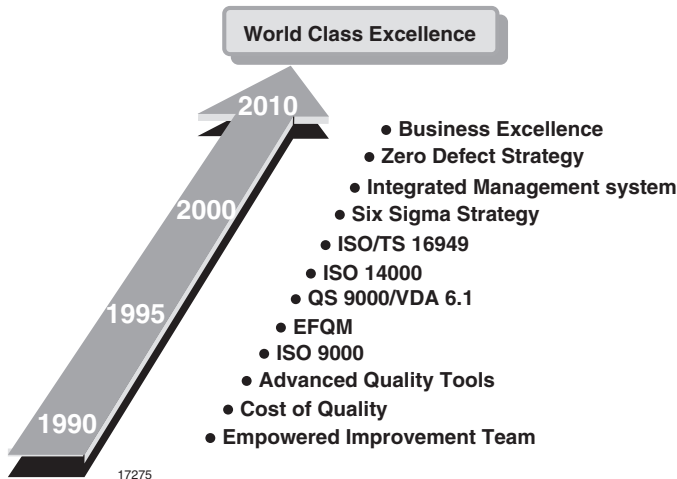 World Class Excellence
2010
• Business Excellence
• Zero Defect Strategy
• Integrated Management system
2000
• Six Sigma Strategy
• ISO/TS 16949
• ISO 14000
• QS 9000/VDA 6.1
1995
• EFQM
• ISO 9000
• Advanced Quality Tools
• Cost of Quality
1990
• Empowered Improvement Team
17275